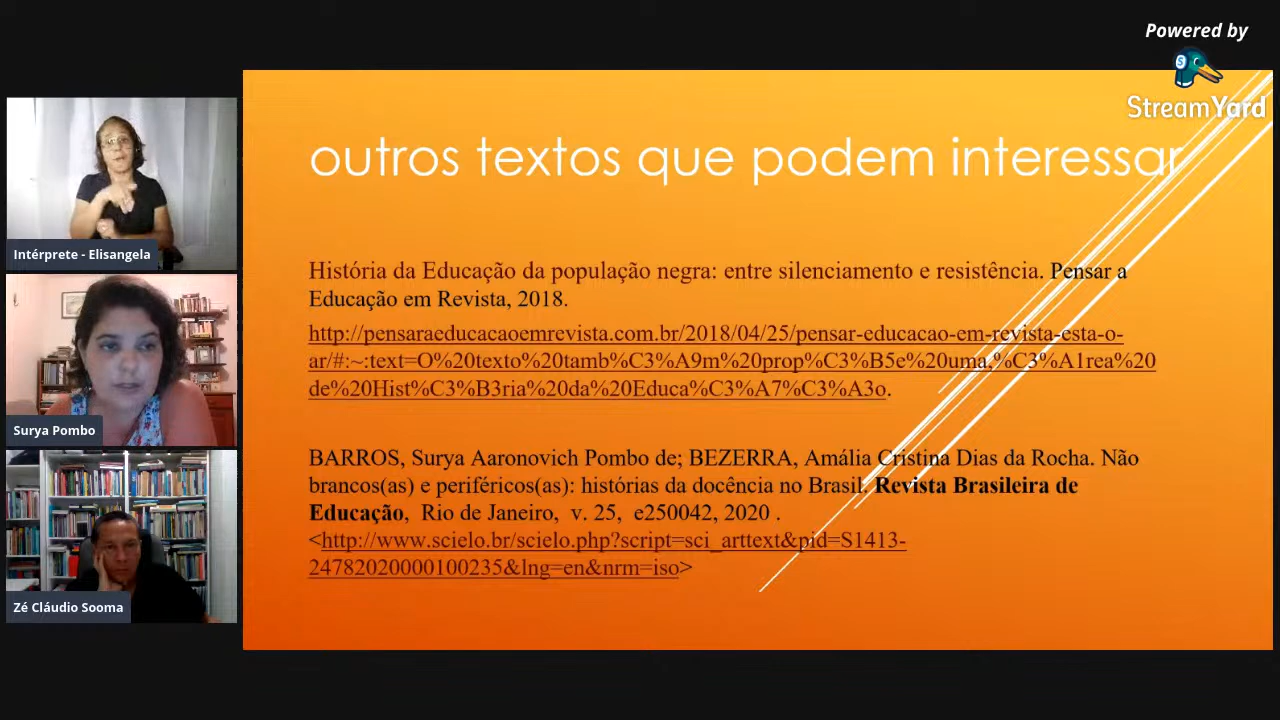 Powered by
StreamYard
outros textos que podem interessar
História da Educação da população negra: entre silenciamento e resistência. Pensar a
Educação em Revista, 2018.
http://pensaraeducacaoemrevista.com.br/2018/04/25/pensar-educacao-em-revista-esta-o-
ar/#:~:text=O%20texto%20tamb%C3%A9m%20prop%C3%B5e%20uma,%C3%A1rea%20
de%20Hist%C3%B3ria%20da%20Educa%C3%A7%C3%A3o.
BARROS, Surya Aaronovich Pombo de; BEZERRA, Amália Cristina Dias da Rocha. Não
brancos(as) e periféricos(as): histórias da docência no Brasil. Revista Brasileira de
Educação, Rio de Janeiro, v. 25, e250042, 2020 .
<http://www.scielo.br/scielo.php?script=sci_arttext&pid=S1413-
24782020000100235&lng=en&nrm=iso>
Intérprete - Elisangela
Surya Pombo
Zé Cláudio Sooma